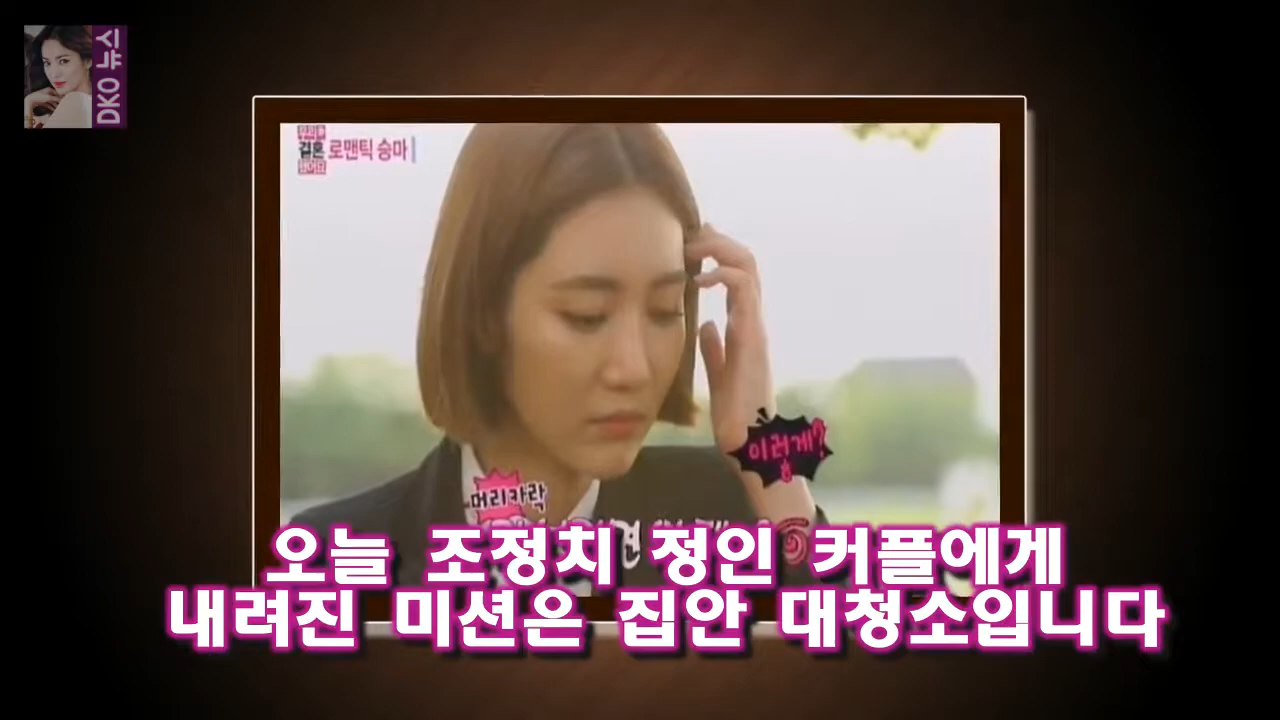 DKO 뉴스
우리들
결혼 로맨틱 승마
했어요
이러게?
머리카락
오늘 조정치 정인 커플에게
내려진 미션은 집안 대청소입니다